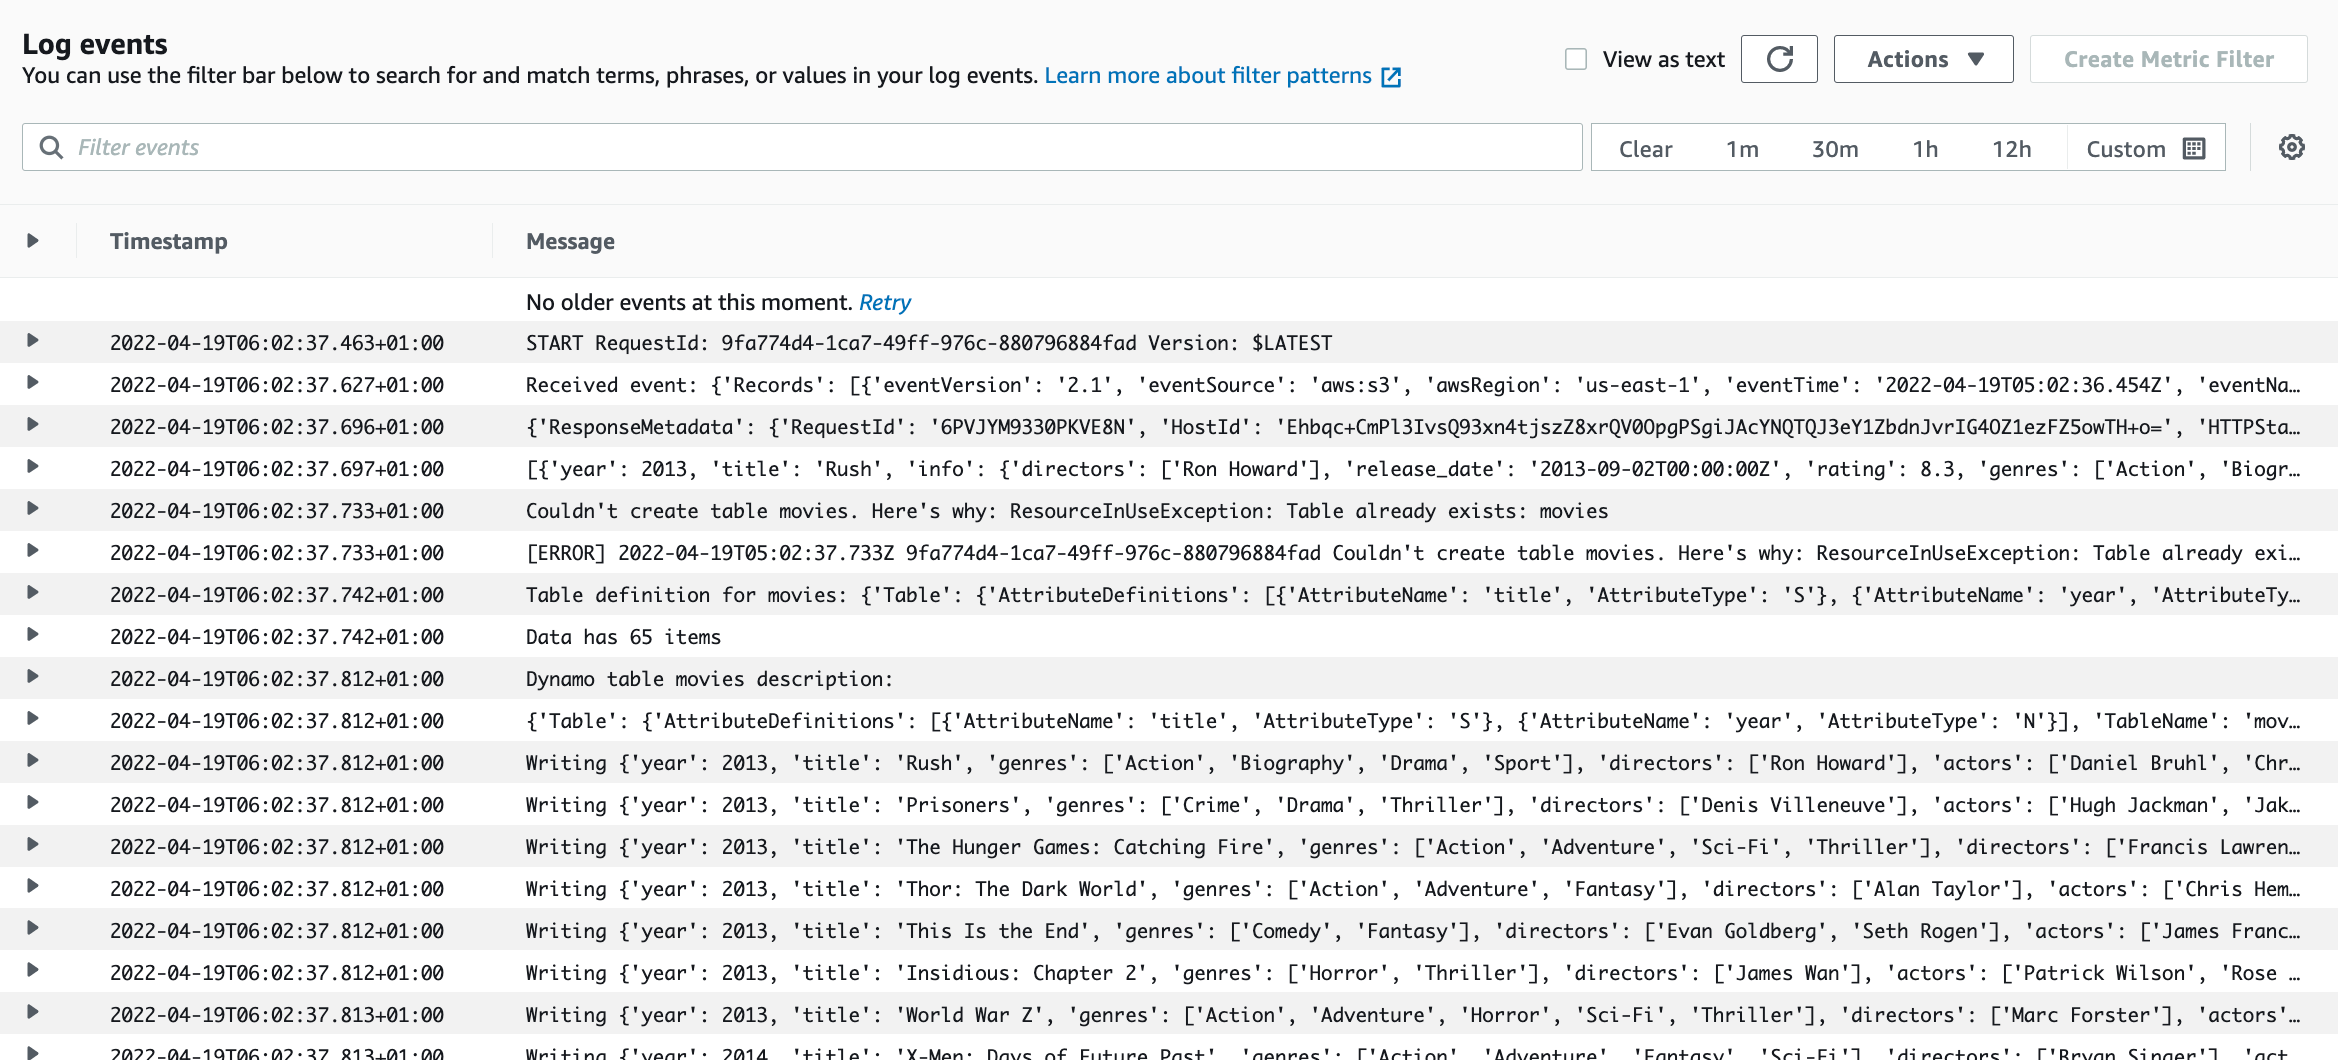 Log events
You can use the filter bar below to search for and match terms, phrases, or values in your log events. Learn more about filter patterns
View as text
Actions
Create Metric Filter
Filter events
Clear 1m 30m 1h 12h Custom
Timestamp Message
No older events at this moment. Retry
2022-04-19T06:02:37.463+01:00 START RequestId: 9fa774d4-1ca7-49ff-976c-880796884fad Version: $LATEST
2022-04-19T06:02:37.627+01:00 Received event: {'Records': [{'eventVersion': '2.1', 'eventSource': 'aws:s3', 'awsRegion': 'us-east-1', 'eventTime': '2022-04-19T05:02:36.454Z', 'eventNa…
2022-04-19T06:02:37.696+01:00 {'ResponseMetadata': {'RequestId': '6PVJYM9330PKVE8N', 'HostId': 'Ehbqc+CmPl3IvsQ93xn4tjszZ8xrQV0OpgPSgiJAcYNQTQJ3eY1ZbdnJvrIG4OZ1ezFZ5owTH+o=', 'HTTPSta…
2022-04-19T06:02:37.697+01:00 [{'year': 2013, 'title': 'Rush', 'info': {'directors': ['Ron Howard'], 'release_date': '2013-09-02T00:00:00Z', 'rating': 8.3, 'genres': ['Action', 'Biogr…
2022-04-19T06:02:37.733+01:00 Couldn't create table movies. Here's why: ResourceInUseException: Table already exists: movies
2022-04-19T06:02:37.733+01:00 [ERROR] 2022-04-19T05:02:37.733Z 9fa774d4-1ca7-49ff-976c-880796884fad Couldn't create table movies. Here's why: ResourceInUseException: Table already exi…
2022-04-19T06:02:37.742+01:00 Table definition for movies: {'Table': {'AttributeDefinitions': [{'AttributeName': 'title', 'AttributeType': 'S'}, {'AttributeName': 'year', 'AttributeTy…
2022-04-19T06:02:37.742+01:00 Data has 65 items
2022-04-19T06:02:37.812+01:00 Dynamo table movies description:
2022-04-19T06:02:37.812+01:00 {'Table': {'AttributeDefinitions': [{'AttributeName': 'title', 'AttributeType': 'S'}, {'AttributeName': 'year', 'AttributeType': 'N'}], 'TableName': 'mov…
2022-04-19T06:02:37.812+01:00 Writing {'year': 2013, 'title': 'Rush', 'genres': ['Action', 'Biography', 'Drama', 'Sport'], 'directors': ['Ron Howard'], 'actors': ['Daniel Bruhl', 'Chr…
2022-04-19T06:02:37.812+01:00 Writing {'year': 2013, 'title': 'Prisoners', 'genres': ['Crime', 'Drama', 'Thriller'], 'directors': ['Denis Villeneuve'], 'actors': ['Hugh Jackman', 'Jak…
2022-04-19T06:02:37.812+01:00 Writing {'year': 2013, 'title': 'The Hunger Games: Catching Fire', 'genres': ['Action', 'Adventure', 'Sci-Fi', 'Thriller'], 'directors': ['Francis Lawren…
2022-04-19T06:02:37.812+01:00 Writing {'year': 2013, 'title': 'Thor: The Dark World', 'genres': ['Action', 'Adventure', 'Fantasy'], 'directors': ['Alan Taylor'], 'actors': ['Chris Hem…
2022-04-19T06:02:37.812+01:00 Writing {'year': 2013, 'title': 'This Is the End', 'genres': ['Comedy', 'Fantasy'], 'directors': ['Evan Goldberg', 'Seth Rogen'], 'actors': ['James Franc…
2022-04-19T06:02:37.812+01:00 Writing {'year': 2013, 'title': 'Insidious: Chapter 2', 'genres': ['Horror', 'Thriller'], 'directors': ['James Wan'], 'actors': ['Patrick Wilson', 'Rose …
2022-04-19T06:02:37.813+01:00 Writing {'year': 2013, 'title': 'World War Z', 'genres': ['Action', 'Adventure', 'Horror', 'Sci-Fi', 'Thriller'], 'directors': ['Marc Forster'], 'actors'…
2022-04-19T06:02:37.813+01:00 Writing {'year': 2014, 'title': 'X-Men: Days of Future Past', 'genres': ['Action', 'Adventure', 'Fantasy', 'Sci-Fi'], 'directors': ['Bryan Singer'], 'act…